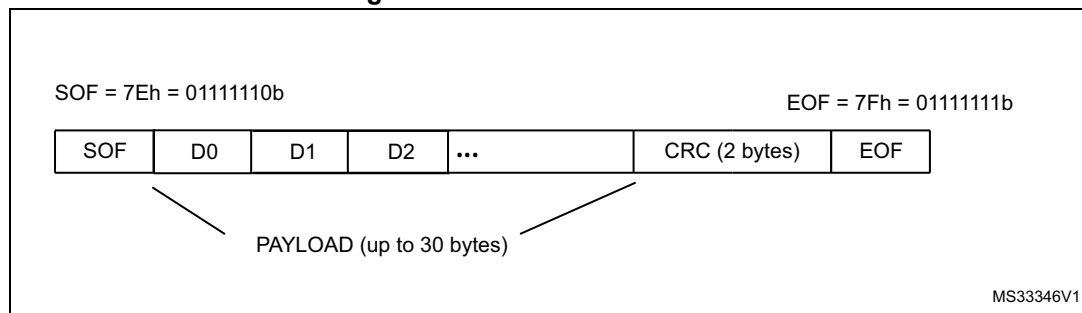 SOF = 7Eh = 01111110b
EOF = 7Fh = 01111111b
SOF D0 D1 D2 ... CRC (2 bytes) EOF
PAYLOAD (up to 30 bytes)
MS33346V1